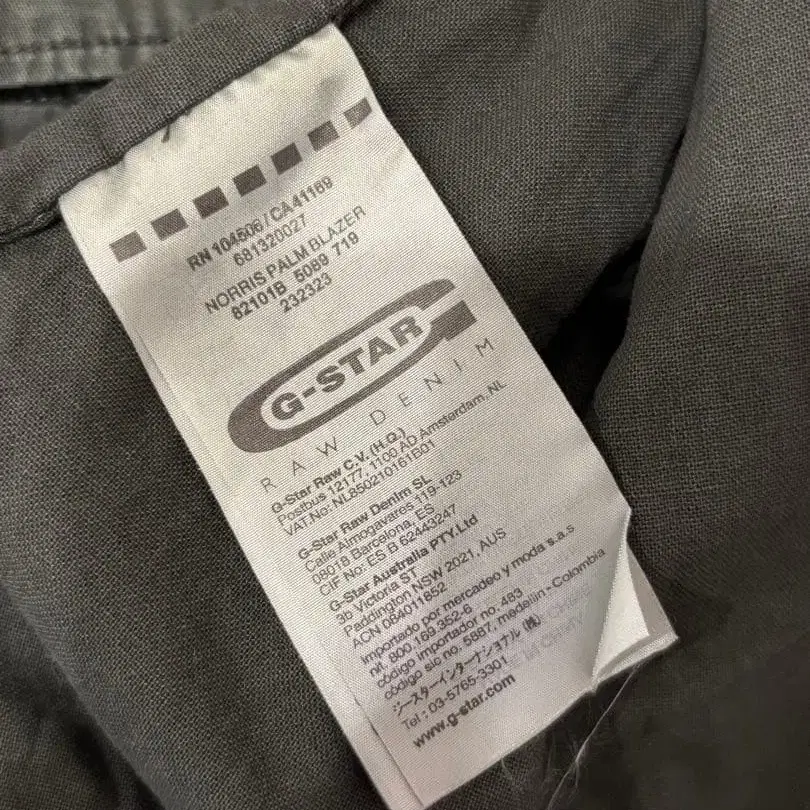 RN 104506 / CA 41169
681320027
NORRIS PALM BLAZER
82101B 5089 719
232323
G-STAR
RAW DENIM
G-Star Raw C.V. (H.Q.)
Postbus 12177, 1100 AD Amsterdam, NL
VAT.No: NL850210161B01
G-Star Raw Denim SL
Calle Almogavares 119-123
08018 Barcelona, ES
CIF No: ES B 62443247
G-Star Australia PTY.Ltd
3b Victoria ST
Paddington NSW 2021, AUS
ACN 084011852
Importado por mercadeo y moda s.a.s
nit. 800.169.352-6
código importador no. 483
código sic no. 5887, medellin - Colombia
ジースターインターナショナル (株)
Tel : 03-5765-3301
www.g-star.com